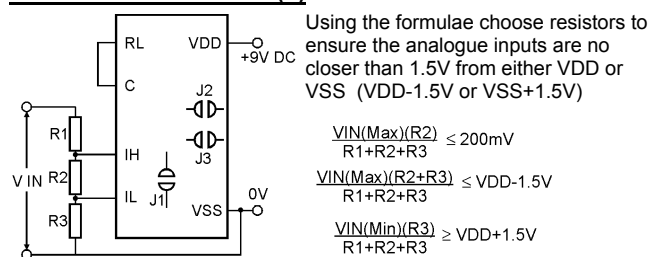 Using the formulae choose resistors to
ensure the analogue inputs are no
closer than 1.5V from either VDD or
VSS (VDD-1.5V or VSS+1.5V)
RL
VDD
+9V DC
C
J2
J3
R1
IH
V IN
R2
J1
IL
R3
VSS
0V
VIN(Max)(R2)
R1+R2+R3
≤ 200mV
VIN(Max)(R2+R3)
R1+R2+R3
≤ VDD-1.5V
VIN(Min)(R3)
R1+R2+R3
≥ VDD+1.5V